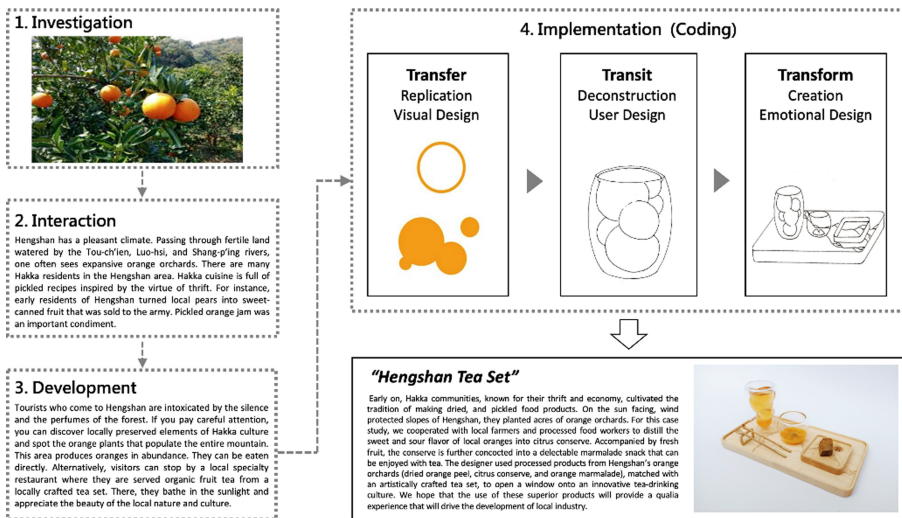 1. Investigation
2. Interaction
Hengshan has a pleasant climate. Passing through fertile land
watered by the Tou-ch'ien, Luo-hsi, and Shang-p'ing rivers,
one often sees expansive orange orchards. There are many
Hakka residents in the Hengshan area. Hakka cuisine is full of
pickled recipes inspired by the virtue of thrift. For instance,
early residents of Hengshan turned local pears into sweet-
canned fruit that was sold to the army. Pickled orange jam was
an important condiment.
3. Development
Tourists who come to Hengshan are intoxicated by the silence
and the perfumes of the forest. If you pay careful attention,
you can discover locally preserved elements of Hakka culture
and spot the orange plants that populate the entire mountain.
This area produces oranges in abundance. They can be eaten
directly. Alternatively, visitors can stop by a local specialty
restaurant where they are served organic fruit tea from a
locally crafted tea set. There, they bathe in the sunlight and
appreciate the beauty of the local nature and culture.
4. Implementation (Coding)
Transfer
Replication
Visual Design
Transit
Deconstruction
User Design
Transform
Creation
Emotional Design
"Hengshan Tea Set"
Early on, Hakka communities, known for their thrift and economy, cultivated the
tradition of making dried, and pickled food products. On the sun facing, wind
protected slopes of Hengshan, they planted acres of orange orchards. For this case
study, we cooperated with local farmers and processed food workers to distill the
sweet and sour flavor of local oranges into citrus conserve. Accompanied by fresh
fruit, the conserve is further concocted into a delectable marmalade snack that can
be enjoyed with tea. The designer used processed products from Hengshan's orange
orchards (dried orange peel, citrus conserve, and orange marmalade), matched with
an artistically crafted tea set, to open a window onto an innovative tea-drinking
culture. We hope that the use of these superior products will provide a qualia
experience that will drive the development of local industry.